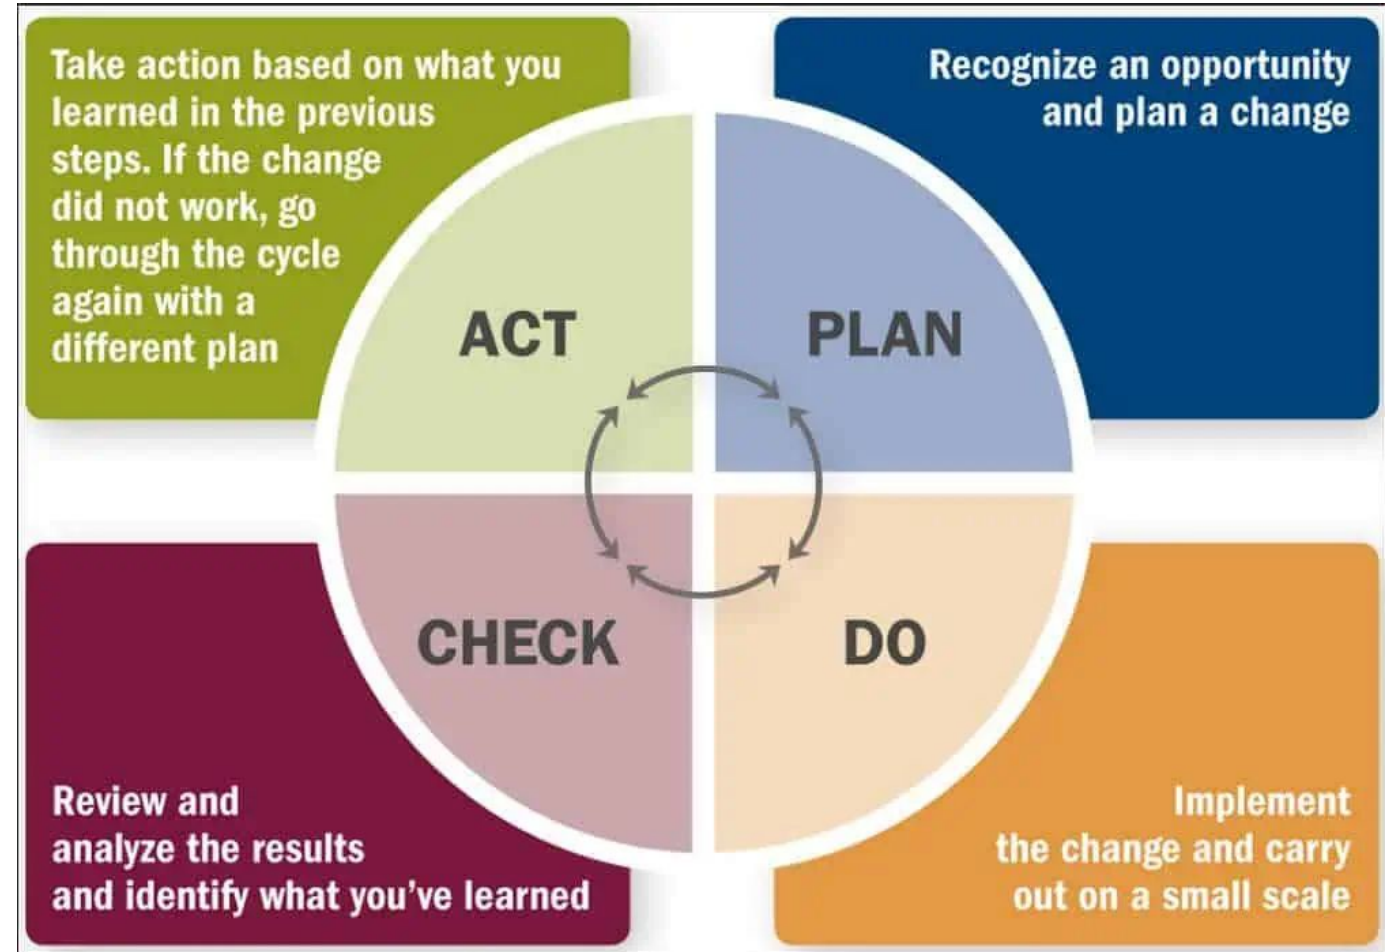 Take action based on what you
learned in the previous
steps. If the change
did not work, go
through the cycle
again with a
different plan
Recognize an opportunity
and plan a change
ACT
PLAN
CHECK
DO
Review and
analyze the results
and identify what you’ve learned
Implement
the change and carry
out on a small scale